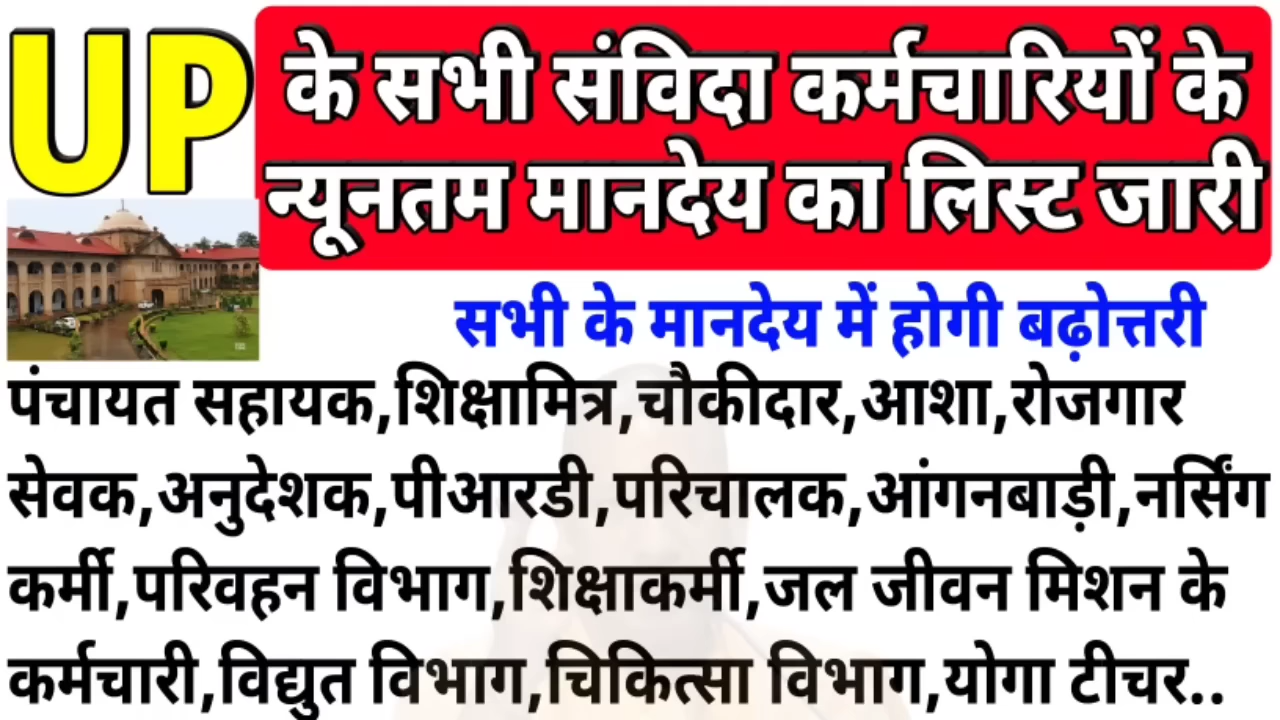 UP
के सभी संविदा कर्मचारियों के
न्यूनतम मानदेय का लिस्ट जारी
सभी के मानदेय में होगी बढ़ोत्तरी
पंचायत सहायक,शिक्षामित्र,चौकीदार,आशा,रोजगार
सेवक,अनुदेशक,पीआरडी,परिचालक,आंगनबाड़ी,नर्सिंग
कर्मी,परिवहन विभाग,शिक्षाकर्मी,जल जीवन मिशन के
कर्मचारी,विद्युत विभाग,चिकित्सा विभाग,योगा टीचर..